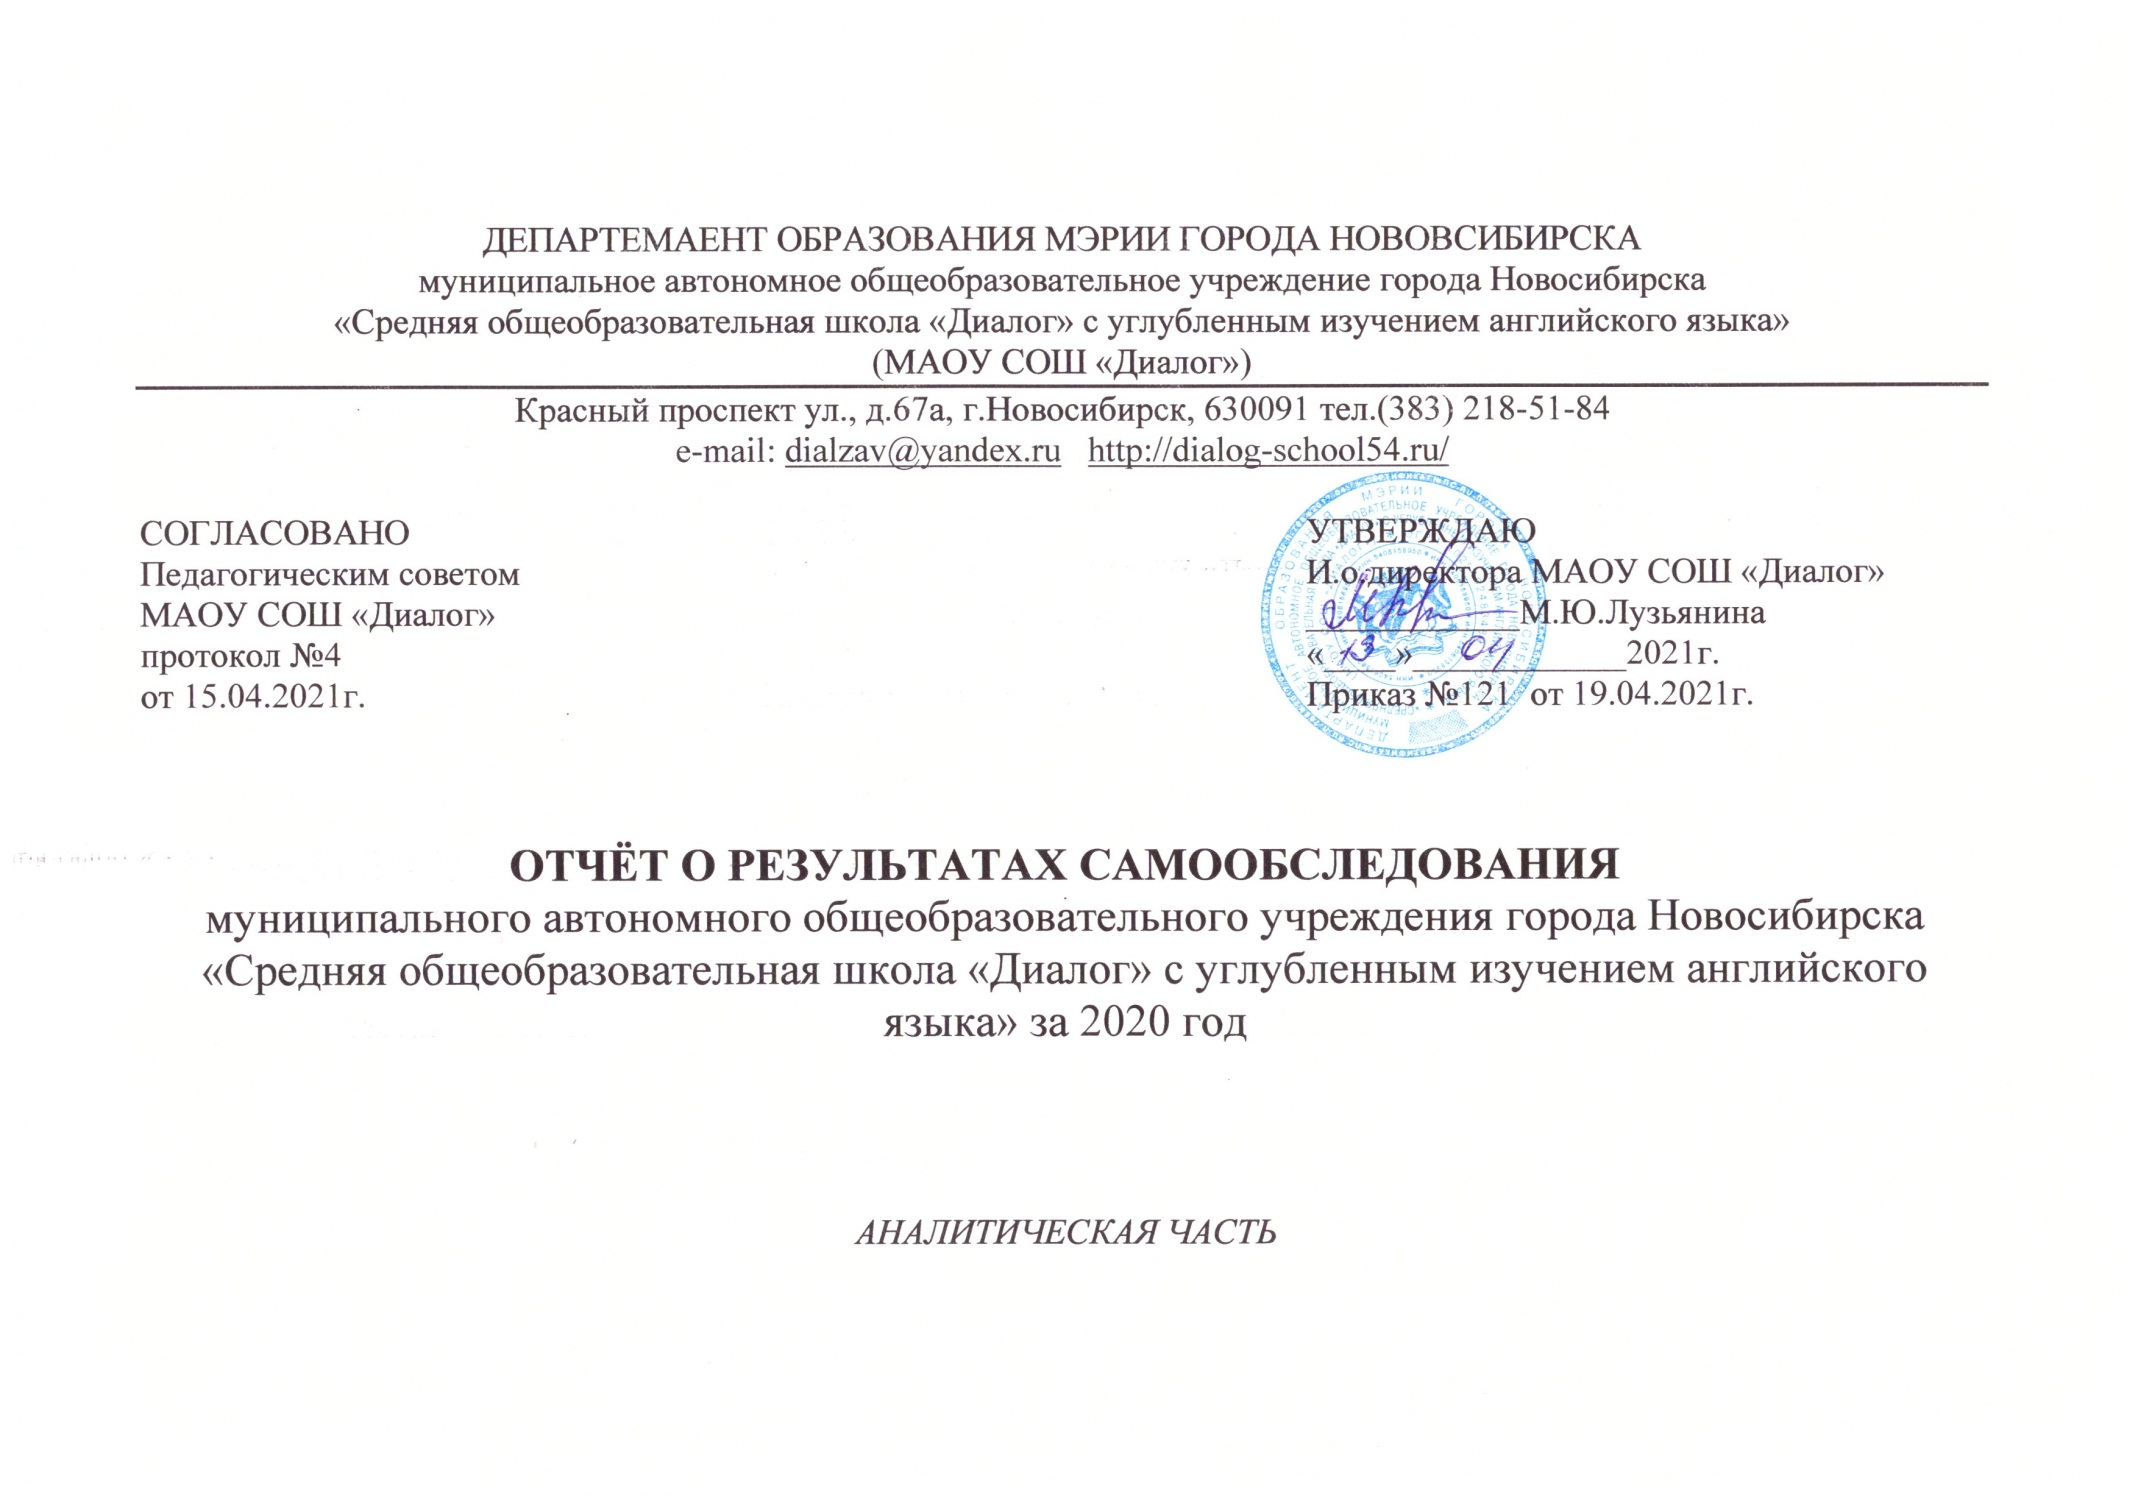 ДЕПАРТЕМАЕНТ ОБРАЗОВАНИЯ МЭРИИ ГОРОДА НОВОВСИБИРСКА
муниципальное автономное общеобразовательное учреждение города Новосибирска
«Средняя общеобразовательная школа «Диалог» с углубленным изучением английского языка»
(МАОУ СОШ «Диалог»)
Красный проспект ул., д.67а, г.Новосибирск, 630091 тел.(383) 218-51-84
e-mail: dialzav@yandex.ru http://dialog-school54.ru/
СОГЛАСОВАНО
Педагогическим советом
МАОУ СОШ «Диалог»
протокол №4
от 15.04.2021г.
УТВЕРЖДАЮ
И.о.директора МАОУ СОШ «Диалог»
____________М.Ю.Лузьянина
«13»____04________2021г.
Приказ №121 от 19.04.2021г.
ОТЧЁТ О РЕЗУЛЬТАТАХ САМООБСЛЕДОВАНИЯ
муниципального автономного общеобразовательного учреждения города Новосибирска
«Средняя общеобразовательная школа «Диалог» с углубленным изучением английского
языка» за 2020 год
АНАЛИТИЧЕСКАЯ ЧАСТЬ